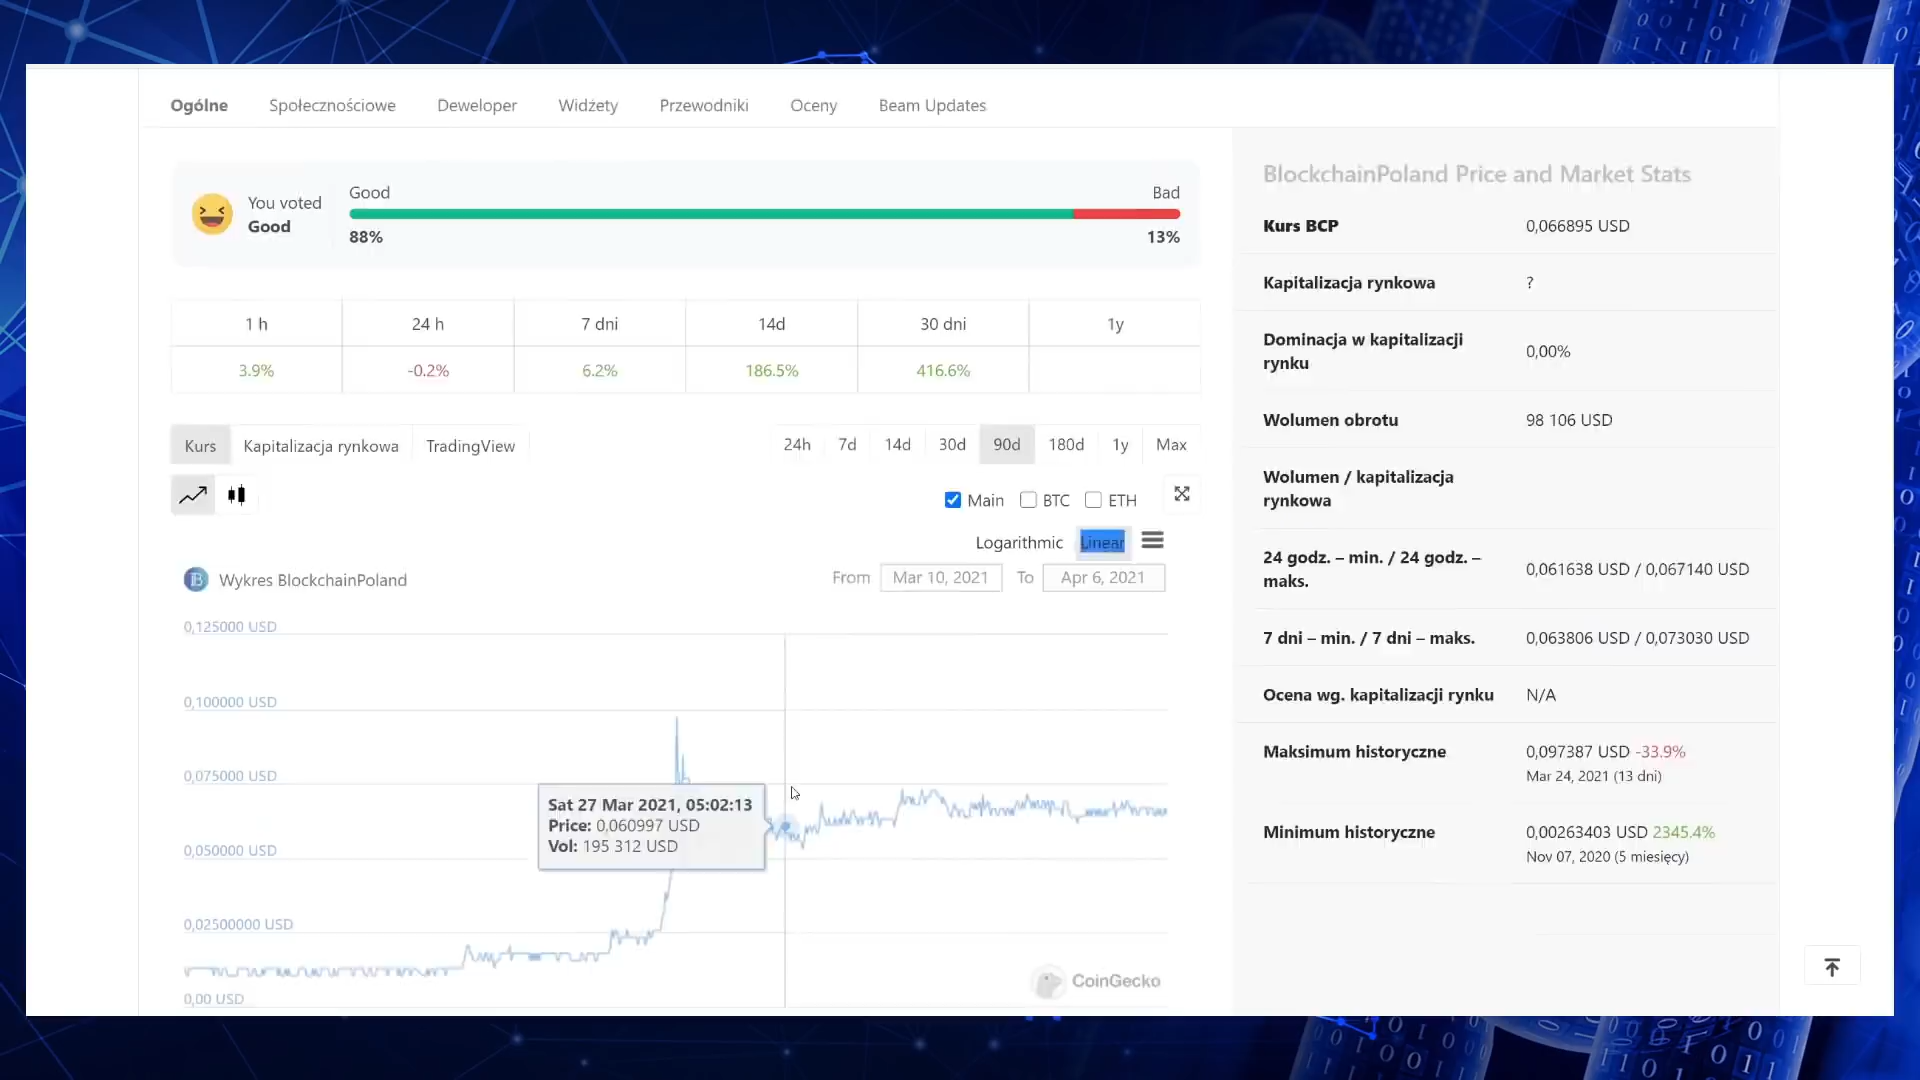 Ogólne Społecznościowe Deweloper Widżety Przewodniki Oceny Beam Updates
You voted
Good
Good Bad
88% 13%
1 h 24 h 7 dni 14d 30 dni 1y
3.9% -0.2% 6.2% 186.5% 416.6%
Kurs Kapitalizacja rynkowa TradingView
24h 7d 14d 30d 90d 180d 1y Max
Main BTC ETH
Logarithmic Linear
Wykres BlockchainPoland
From Mar 10, 2021 To Apr 6, 2021
0,125000 USD
0,100000 USD
0,075000 USD
0,050000 USD
0,02500000 USD
0,00 USD
Sat 27 Mar 2021, 05:02:13
Price: 0,060997 USD
Vol: 195 312 USD
CoinGecko
BlockchainPoland Price and Market Stats
Kurs BCP 0,066895 USD
Kapitalizacja rynkowa ?
Dominacja w kapitalizacji
rynku 0,00%
Wolumen obrotu 98 106 USD
Wolumen / kapitalizacja
rynkowa
24 godz. – min. / 24 godz. –
maks. 0,061638 USD / 0,067140 USD
7 dni – min. / 7 dni – maks. 0,063806 USD / 0,073030 USD
Ocena wg. kapitalizacji rynku N/A
Maksimum historyczne 0,097387 USD -33.9%
Mar 24, 2021 (13 dni)
Minimum historyczne 0,00263403 USD 2345.4%
Nov 07, 2020 (5 miesięcy)